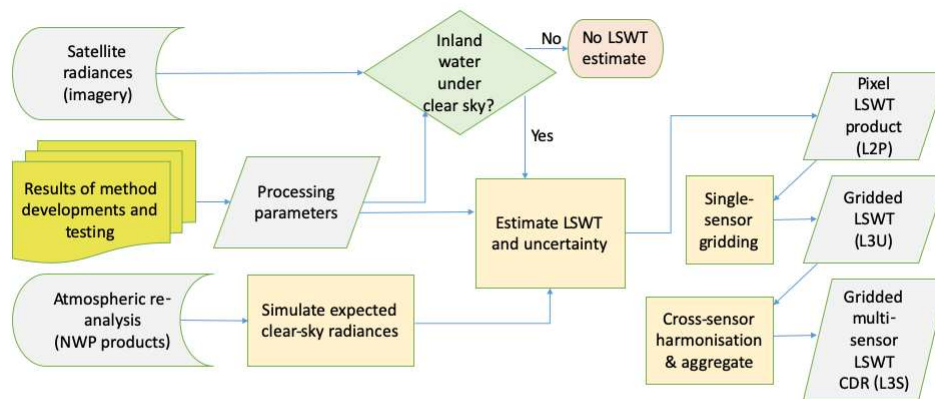 Satellite
radiances
(imagery)
Inland
water
under
clear sky?
No
No LSWT
estimate
Yes
Pixel
LSWT
product
(L2P)
Results of method
developments and
testing
Processing
parameters
Estimate LSWT
and uncertainty
Single-
sensor
gridding
Gridded
LSWT
(L3U)
Atmospheric re-
analysis
(NWP products)
Simulate expected
clear-sky radiances
Cross-sensor
harmonisation
& aggregate
Gridded
multi-
sensor
LSWT
CDR (L3S)